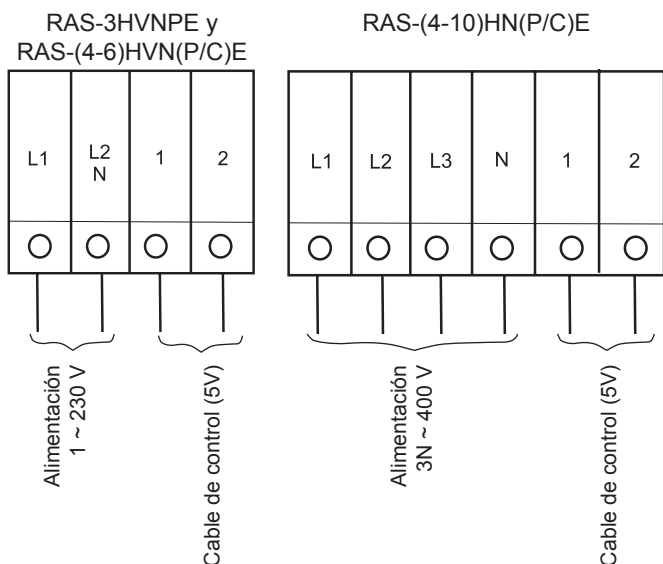 RAS-3HVNPE y
RAS-(4-6)HVN(P/C)E
L1
L2
N
1
2
Alimentación
1 ~ 230 V
Cable de control (5V)
RAS-(4-10)HN(P/C)E
L1
L2
L3
N
1
2
Alimentación
3N ~ 400 V
Cable de control (5V)